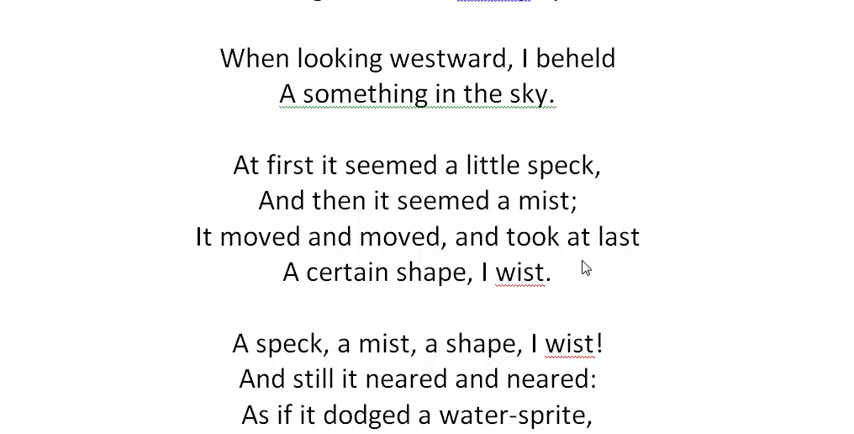 When looking westward, I beheld
A something in the sky.
At first it seemed a little speck,
And then it seemed a mist;
It moved and moved, and took at last
A certain shape, I wist.
A speck, a mist, a shape, I wist!
And still it neared and neared:
As if it dodged a water-sprite,